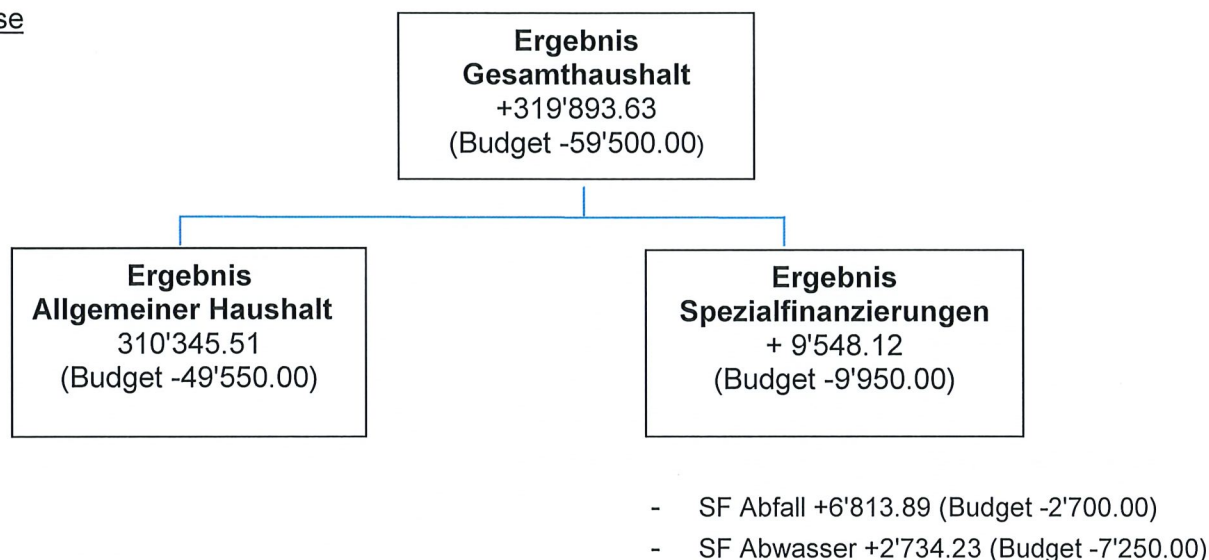 se
Ergebnis
Gesamthaushalt
+319'893.63
(Budget -59'500.00)
Ergebnis
Allgemeiner Haushalt
310'345.51
(Budget -49'550.00)
Ergebnis
Spezialfinanzierungen
+ 9'548.12
(Budget -9'950.00)
- SF Abfall +6'813.89 (Budget -2'700.00)
- SF Abwasser +2'734.23 (Budget -7'250.00)